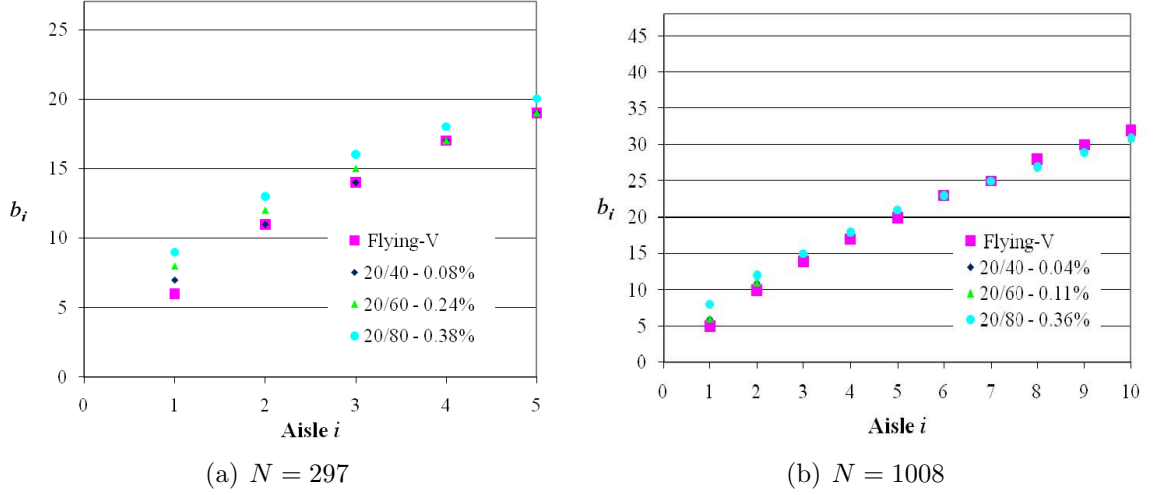 25
20
15
10
5
0
b_i
0 1 2 3 4 5
Aisle i
Flying-V
20/40 - 0.08%
20/60 - 0.24%
20/80 - 0.38%
(a) N = 297
45
40
35
30
25
20
15
10
5
0
b_i
0 1 2 3 4 5 6 7 8 9 10
Aisle i
Flying-V
20/40 - 0.04%
20/60 - 0.11%
20/80 - 0.36%
(b) N = 1008